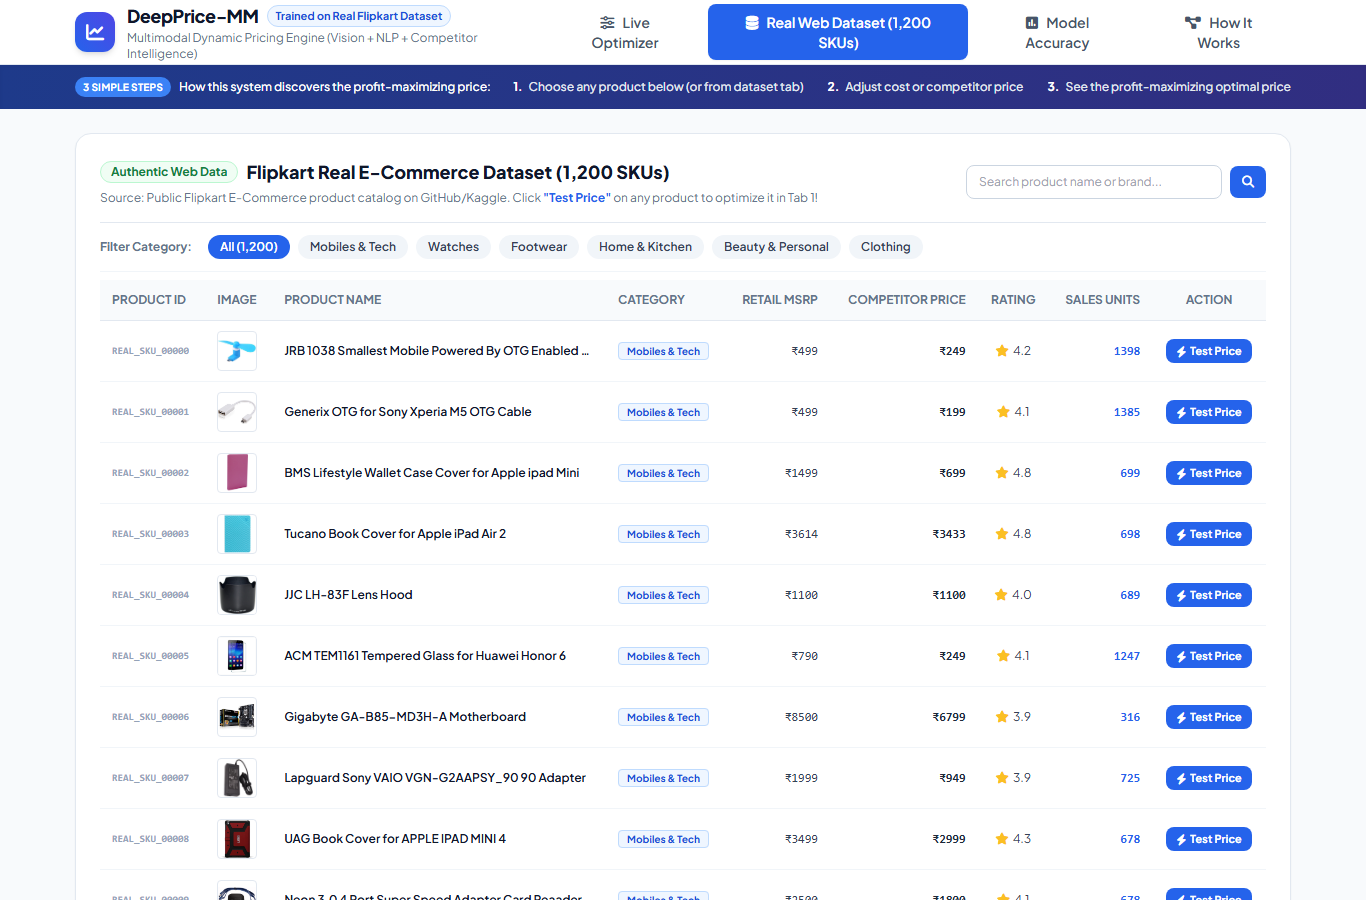 DeepPrice-MM
Trained on Real Flipkart Dataset
Multimodal Dynamic Pricing Engine (Vision + NLP + Competitor
Intelligence)
Live
Optimizer
Real Web Dataset (1,200
SKUs)
Model
Accuracy
How It
Works
3 SIMPLE STEPS How this system discovers the profit-maximizing price: 1. Choose any product below (or from dataset tab) 2. Adjust cost or competitor price 3. See the profit-maximizing optimal price
Authentic Web Data Flipkart Real E-Commerce Dataset (1,200 SKUs)
Source: Public Flipkart E-Commerce product catalog on GitHub/Kaggle. Click "Test Price" on any product to optimize it in Tab 1!
Search product name or brand...
Filter Category: All (1,200) Mobiles & Tech Watches Footwear Home & Kitchen Beauty & Personal Clothing
PRODUCT ID IMAGE PRODUCT NAME CATEGORY RETAIL MSRP COMPETITOR PRICE RATING SALES UNITS ACTION
REAL_SKU_00000 JRB 1038 Smallest Mobile Powered By OTG Enabled ... Mobiles & Tech ₹499 ₹249 4.2 1398 Test Price
REAL_SKU_00001 Generix OTG for Sony Xperia M5 OTG Cable Mobiles & Tech ₹499 ₹199 4.1 1385 Test Price
REAL_SKU_00002 BMS Lifestyle Wallet Case Cover for Apple ipad Mini Mobiles & Tech ₹1499 ₹699 4.8 699 Test Price
REAL_SKU_00003 Tucano Book Cover for Apple iPad Air 2 Mobiles & Tech ₹3614 ₹3433 4.8 698 Test Price
REAL_SKU_00004 JJC LH-83F Lens Hood Mobiles & Tech ₹1100 ₹1100 4.0 689 Test Price
REAL_SKU_00005 ACM TEM1161 Tempered Glass for Huawei Honor 6 Mobiles & Tech ₹790 ₹249 4.1 1247 Test Price
REAL_SKU_00006 Gigabyte GA-B85-MD3H-A Motherboard Mobiles & Tech ₹8500 ₹6799 3.9 316 Test Price
REAL_SKU_00007 Lapguard Sony VAIO VGN-G2AAPSY_90 90 Adapter Mobiles & Tech ₹1999 ₹949 3.9 725 Test Price
REAL_SKU_00008 UAG Book Cover for APPLE IPAD MINI 4 Mobiles & Tech ₹3499 ₹2999 4.3 678 Test Price
Port Super Speed Adapter Card Mobiles & Tech 4.1 Test Price